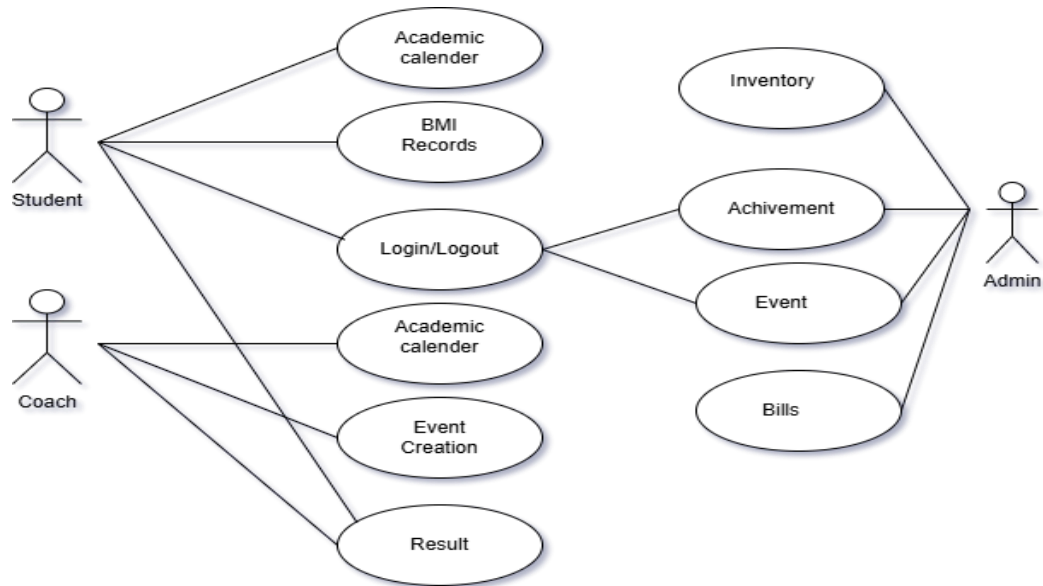 Academic
calender
Inventory
BMI
Records
Student
Achivement
Login/Logout
Admin
Event
Academic
calender
Coach
Bills
Event
Creation
Result